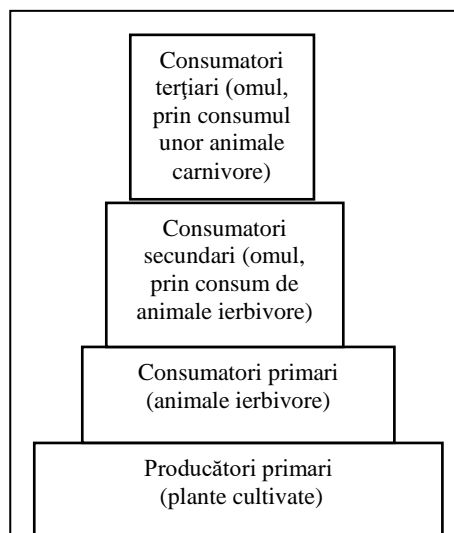 Consumatori
terţiari (omul,
prin consumul
unor animale
carnivore)
Consumatori
secundari (omul,
prin consum de
animale ierbivore)
Consumatori primari
(animale ierbivore)
Producători primari
(plante cultivate)